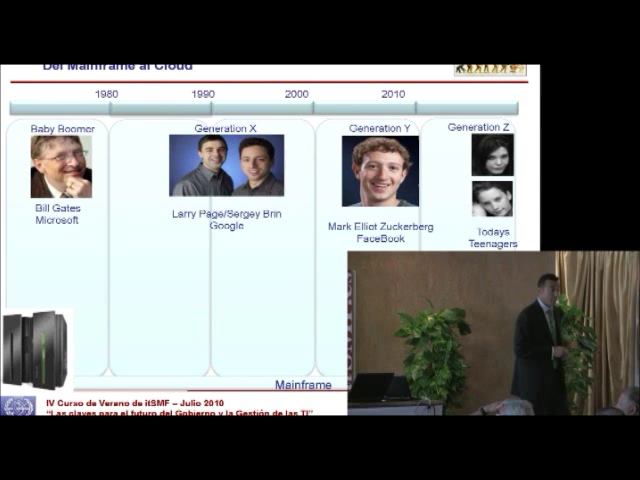 Del Mainframe al Cloud
1980 1990 2000 2010
Baby Boomer Generation X Generation Y Generation Z
Bill Gates
Microsoft
Larry Page/Sergey Brin
Google
Mark Elliot Zuckerberg
FaceBook
Todays
Teenagers
Mainframe
IV Curso de Verano de itSMF – Julio 2010
"Las claves para el futuro del Gobierno y la Gestión de las TI"